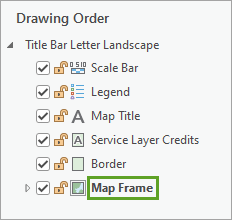 Drawing Order
Title Bar Letter Landscape
Scale Bar
Legend
A Map Title
A Service Layer Credits
Border
Map Frame